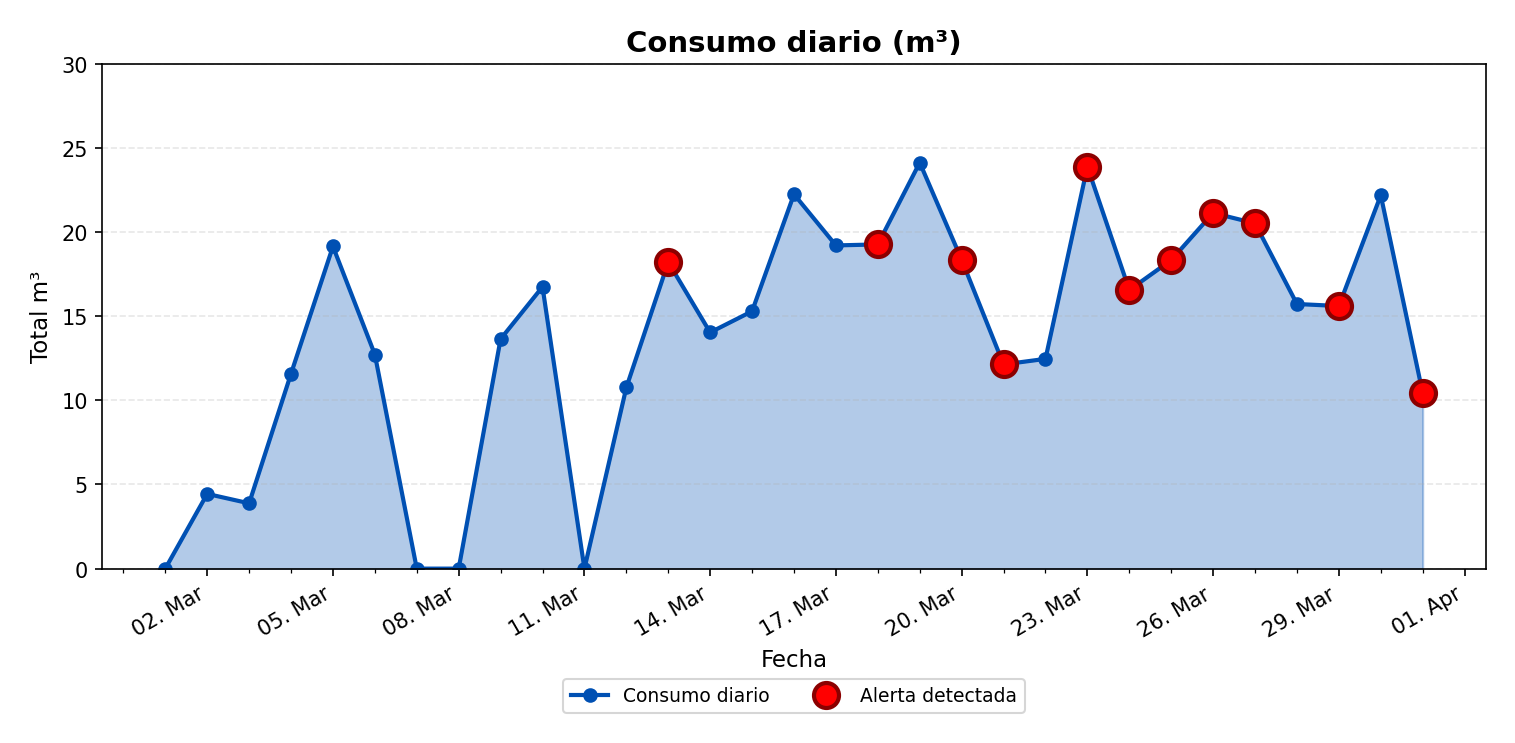 Consumo diario (m³)
30
25
20
15
10
5
0
Total m³
02. Mar
05. Mar
08. Mar
11. Mar
14. Mar
17. Mar
20. Mar
23. Mar
26. Mar
29. Mar
01. Apr
Fecha
Consumo diario
Alerta detectada